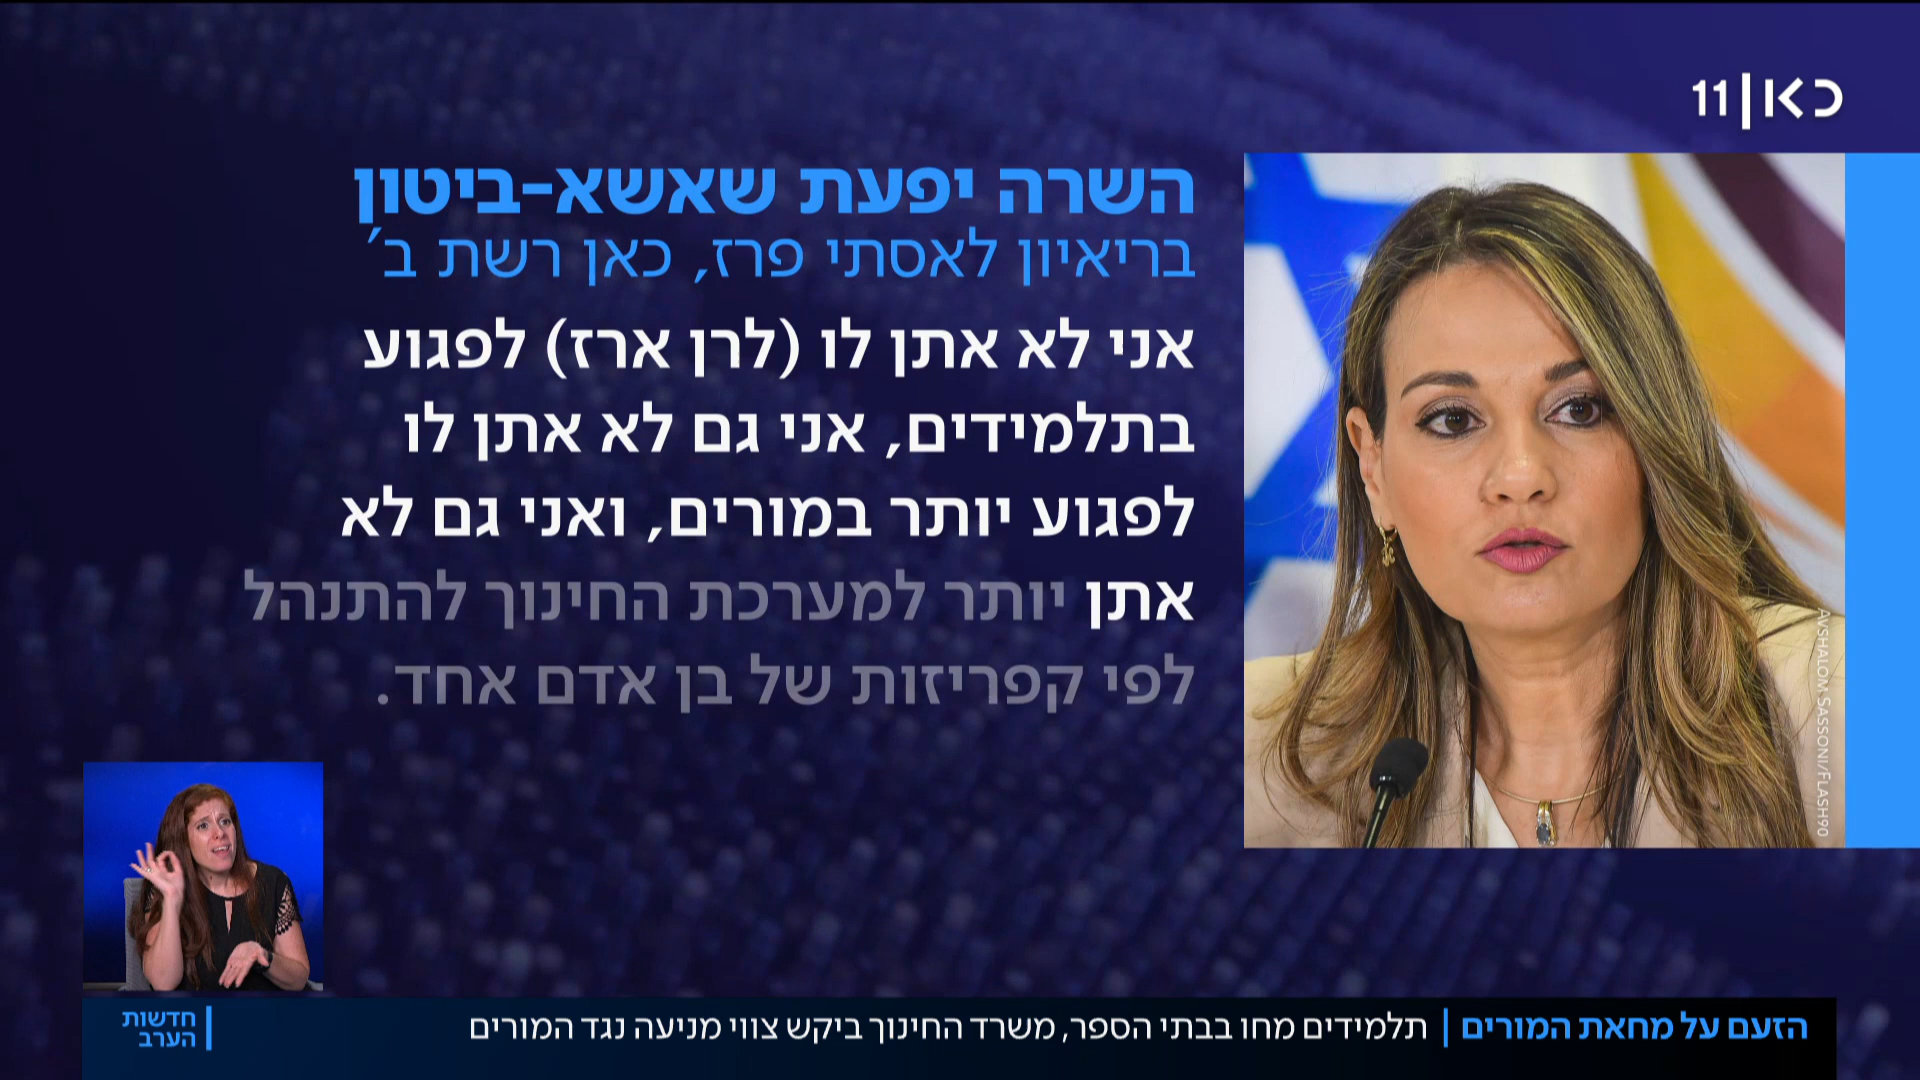 כאן 11
השרה יפעת שאשא-ביטון
בריאיון לאסתי פרז, כאן רשת ב'
אני לא אתן לו (לרן ארז) לפגוע
בתלמידים, אני גם לא אתן לו
לפגוע יותר במורים, ואני גם לא
אתן יותר למערכת החינוך להתנהל
לפי קפריזות של בן אדם אחד.
AVSHALOM SASSONI/FLASH90
הזעם על מחאת המורים | תלמידים מחו בבתי הספר, משרד החינוך ביקש צווי מניעה נגד המורים
חדשות
הערב